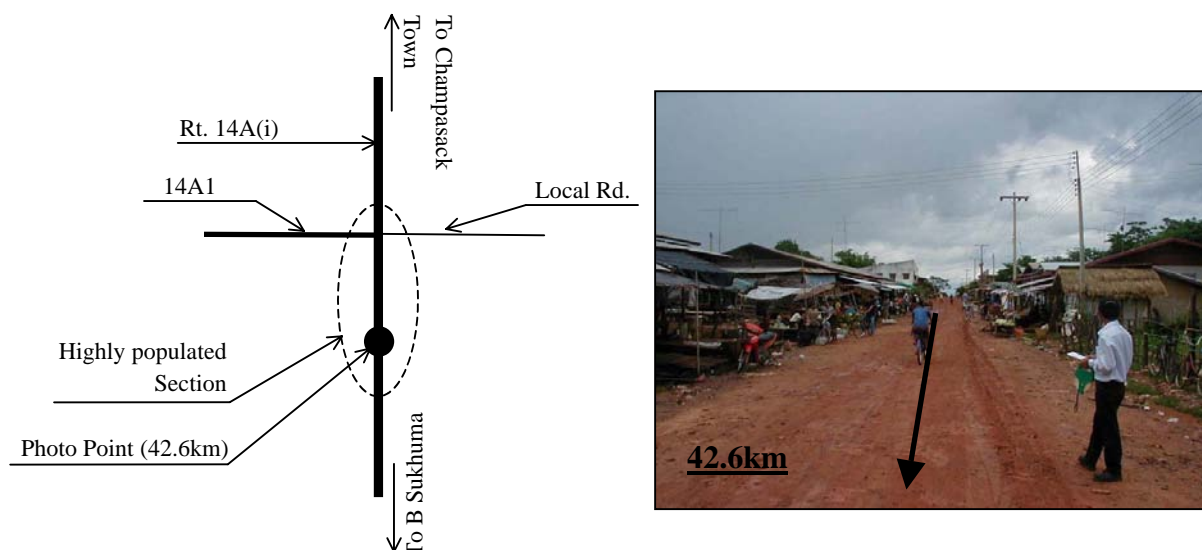 To Champasack
Town
Rt. 14A(i)
14A1
Local Rd.
Highly populated
Section
Photo Point (42.6km)
To B Sukhuma
42.6km